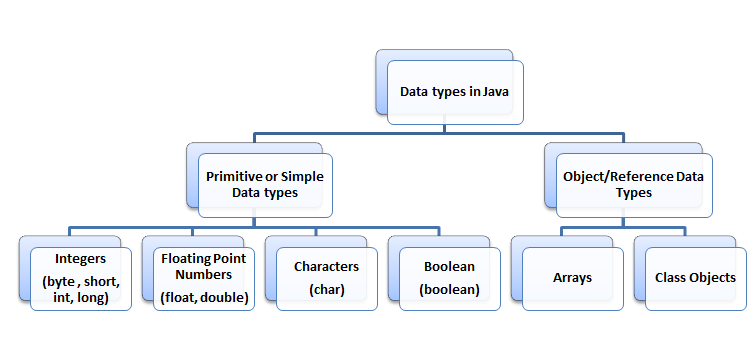 Data types in Java
Primitive or Simple
Data types
Object/Reference Data
Types
Integers
(byte , short,
int, long)
Floating Point
Numbers
(float, double)
Characters
(char)
Boolean
(boolean)
Arrays
Class Objects